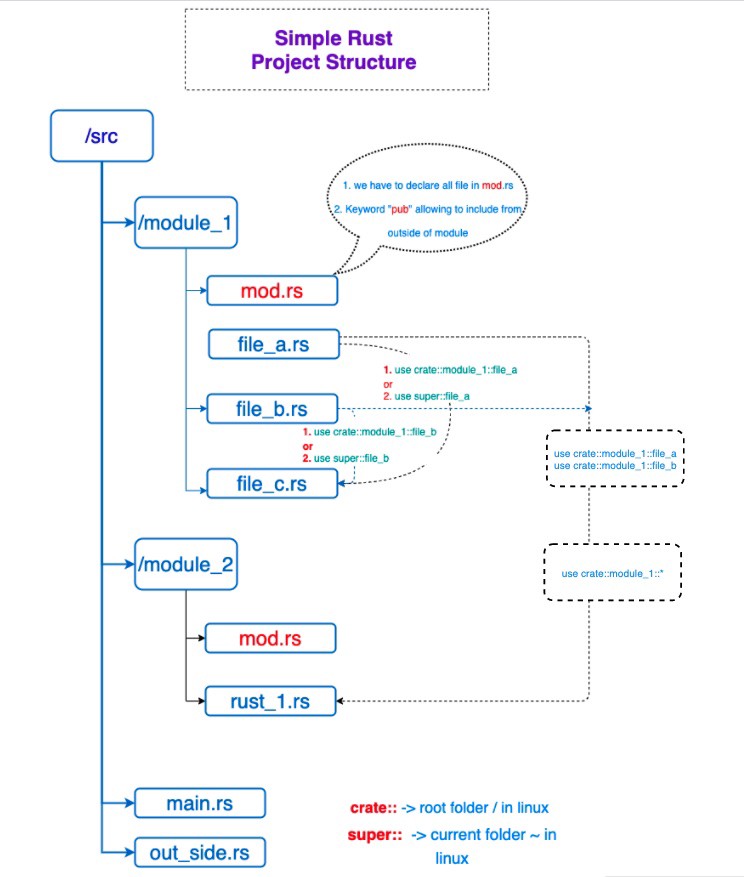 Simple Rust
Project Structure
/src
1. we have to declare all file in mod.rs
2. Keyword "pub" allowing to include from
outside of module
/module_1
mod.rs
file_a.rs
1. use crate::module_1::file_a
or
2. use super::file_a
file_b.rs
1. use crate::module_1::file_b
or
2. use super::file_b
use crate::module_1::file_a
use crate::module_1::file_b
file_c.rs
/module_2
use crate::module_1::*
mod.rs
rust_1.rs
main.rs
crate:: -> root folder / in linux
super:: -> current folder ~ in
linux
out_side.rs